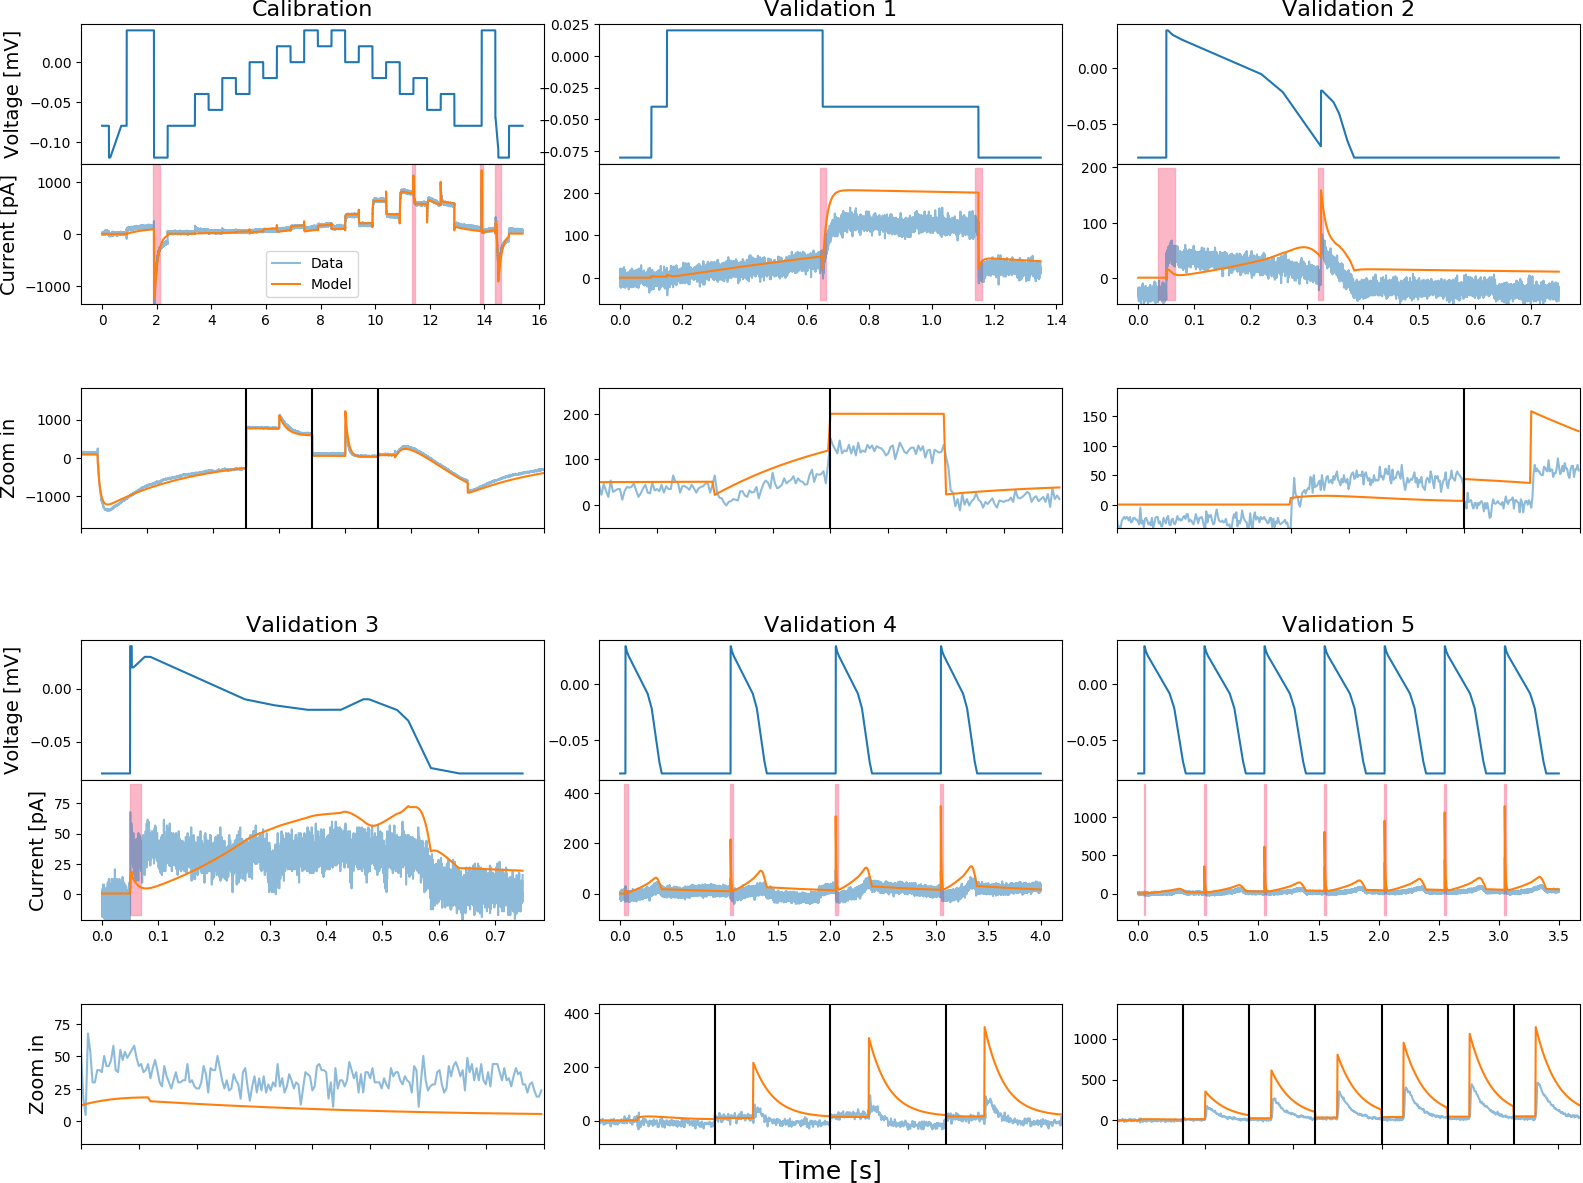 Calibration
Validation 1
Validation 2
Voltage [mV]
0.00
−0.05
−0.10
0.025
0.000
−0.025
−0.050
−0.075
0.00
−0.05
Current [pA]
1000
0
−1000
Data
Model
200
100
0
200
100
0
0 2 4 6 8 10 12 14 16
0.0 0.2 0.4 0.6 0.8 1.0 1.2 1.4
0.0 0.1 0.2 0.3 0.4 0.5 0.6 0.7
Zoom in
1000
0
−1000
200
100
0
150
100
50
0
Validation 3
Validation 4
Validation 5
Voltage [mV]
0.00
−0.05
0.00
−0.05
0.00
−0.05
Current [pA]
75
50
25
0
400
200
0
1000
500
0
0.0 0.1 0.2 0.3 0.4 0.5 0.6 0.7
0.0 0.5 1.0 1.5 2.0 2.5 3.0 3.5 4.0
0.0 0.5 1.0 1.5 2.0 2.5 3.0 3.5
Zoom in
75
50
25
0
400
200
0
1000
500
0
Time [s]